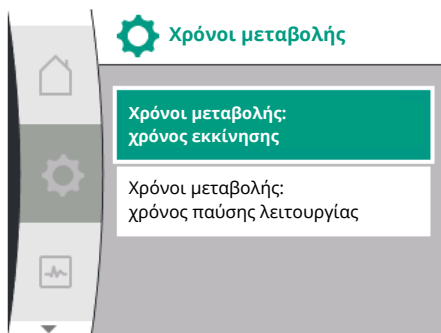 Χρόνοι μεταβολής
Χρόνοι μεταβολής:
χρόνος εκκίνησης
Χρόνοι μεταβολής:
χρόνος παύσης λειτουργίας